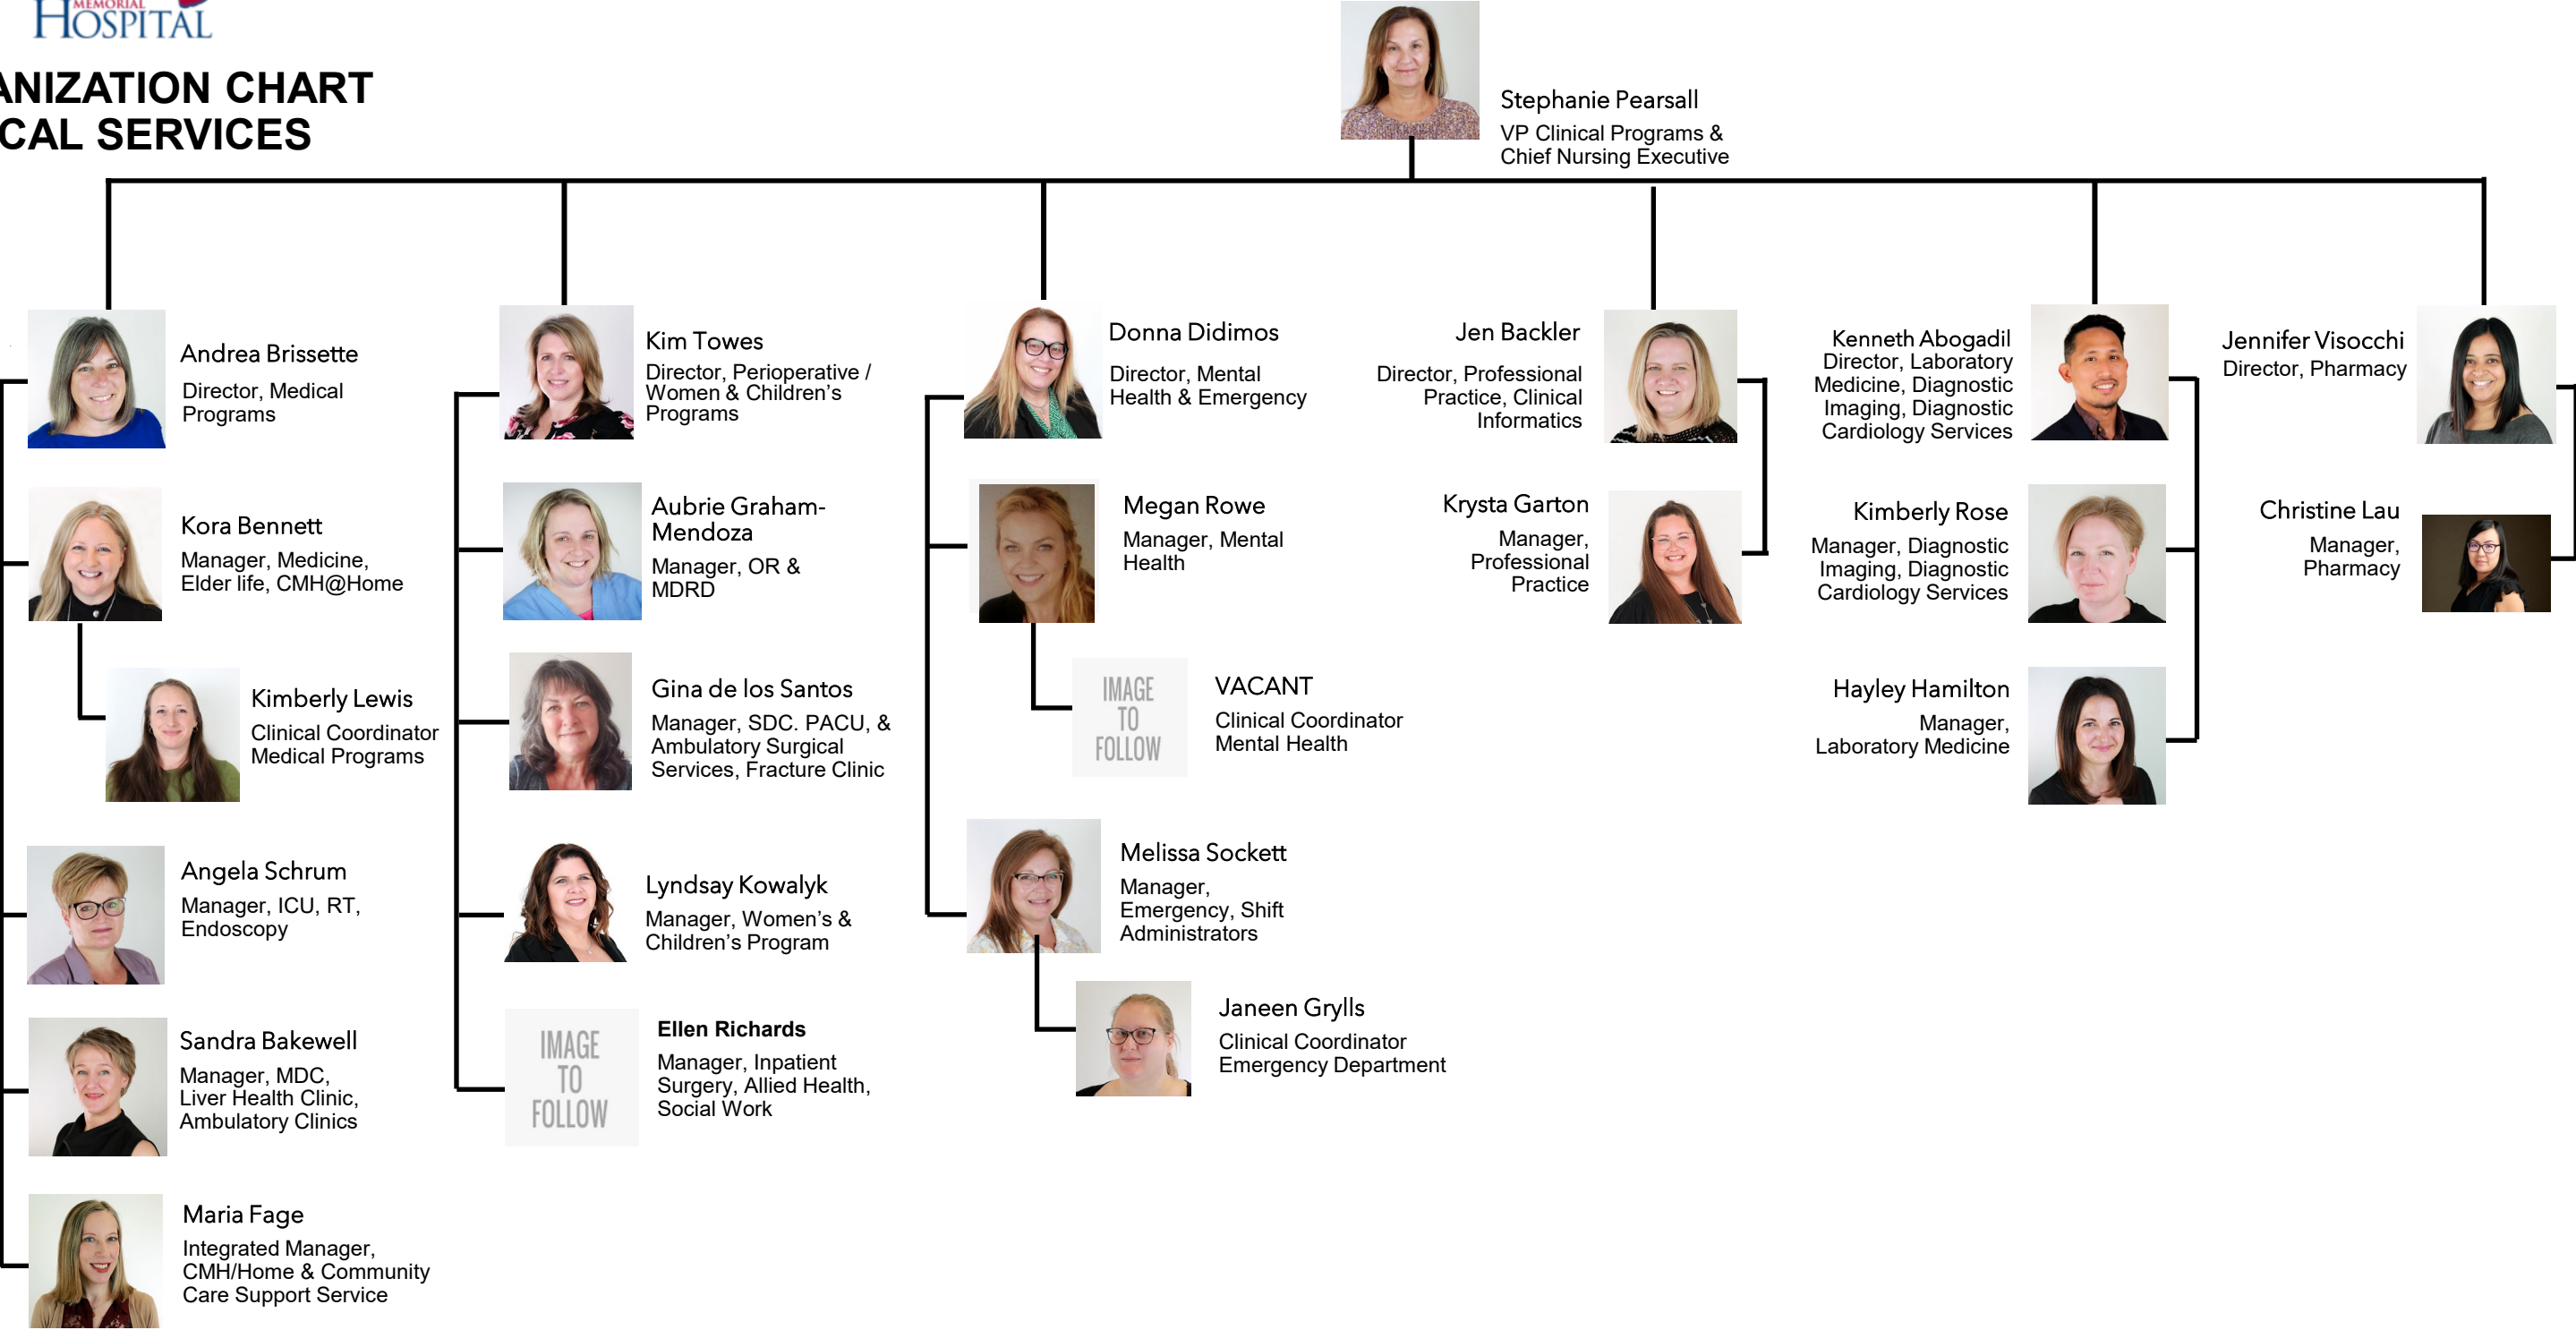 MEMORIAL
HOSPITAL
ANIZATION CHART
CAL SERVICES
Stephanie Pearsall
VP Clinical Programs &
Chief Nursing Executive
Andrea Brissette
Director, Medical
Programs
Kora Bennett
Manager, Medicine,
Elder life, CMH@Home
Kimberly Lewis
Clinical Coordinator
Medical Programs
Angela Schrum
Manager, ICU, RT,
Endoscopy
Sandra Bakewell
Manager, MDC,
Liver Health Clinic,
Ambulatory Clinics
Maria Fage
Integrated Manager,
CMH/Home & Community
Care Support Service
Kim Towes
Director, Perioperative /
Women & Children’s
Programs
Aubrie Graham-
Mendoza
Manager, OR &
MDRD
Gina de los Santos
Manager, SDC. PACU, &
Ambulatory Surgical
Services, Fracture Clinic
Lyndsay Kowalyk
Manager, Women’s &
Children’s Program
IMAGE
TO
FOLLOW
Ellen Richards
Manager, Inpatient
Surgery, Allied Health,
Social Work
Donna Didimos
Director, Mental
Health & Emergency
Megan Rowe
Manager, Mental
Health
IMAGE
TO
FOLLOW
VACANT
Clinical Coordinator
Mental Health
Melissa Sockett
Manager,
Emergency, Shift
Administrators
Janeen Grylls
Clinical Coordinator
Emergency Department
Jen Backler
Director, Professional
Practice, Clinical
Informatics
Krysta Garton
Manager,
Professional
Practice
Kenneth Abogadil
Director, Laboratory
Medicine, Diagnostic
Imaging, Diagnostic
Cardiology Services
Kimberly Rose
Manager, Diagnostic
Imaging, Diagnostic
Cardiology Services
Hayley Hamilton
Manager,
Laboratory Medicine
Jennifer Visocchi
Director, Pharmacy
Christine Lau
Manager,
Pharmacy